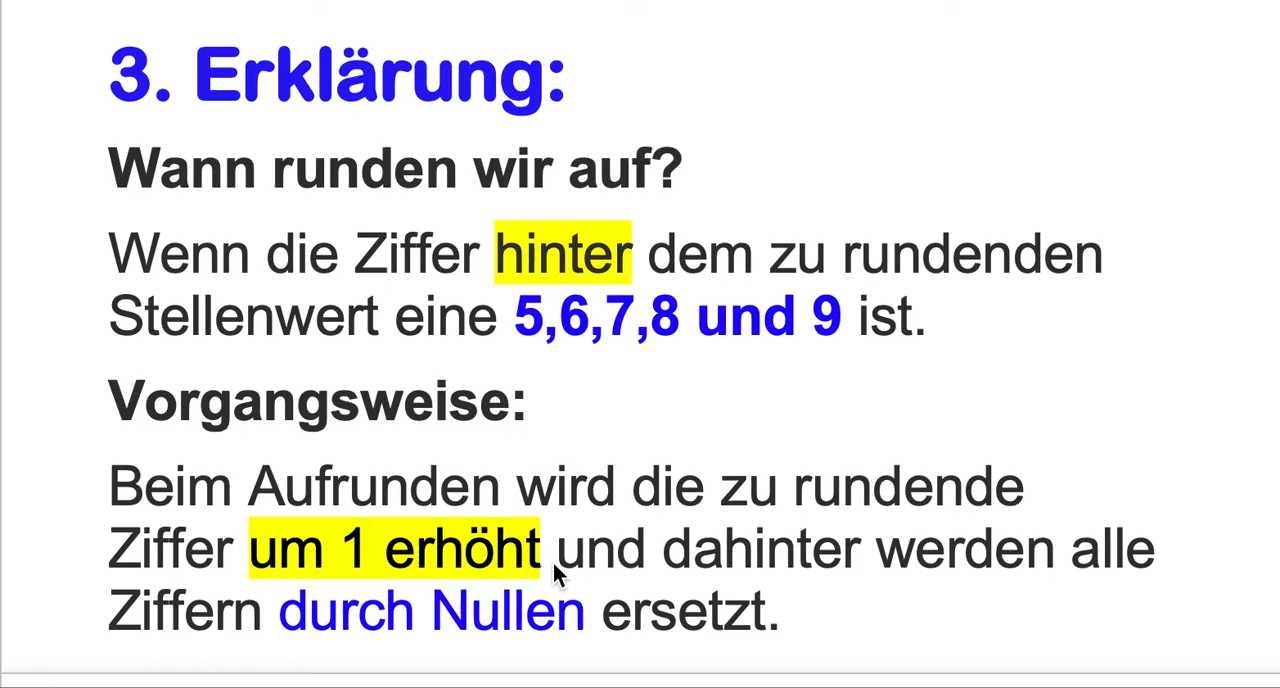 3. Erklärung:
Wann runden wir auf?
Wenn die Ziffer hinter dem zu rundenden
Stellenwert eine 5,6,7,8 und 9 ist.
Vorgangsweise:
Beim Aufrunden wird die zu rundende
Ziffer um 1 erhöht und dahinter werden alle
Ziffern durch Nullen ersetzt.